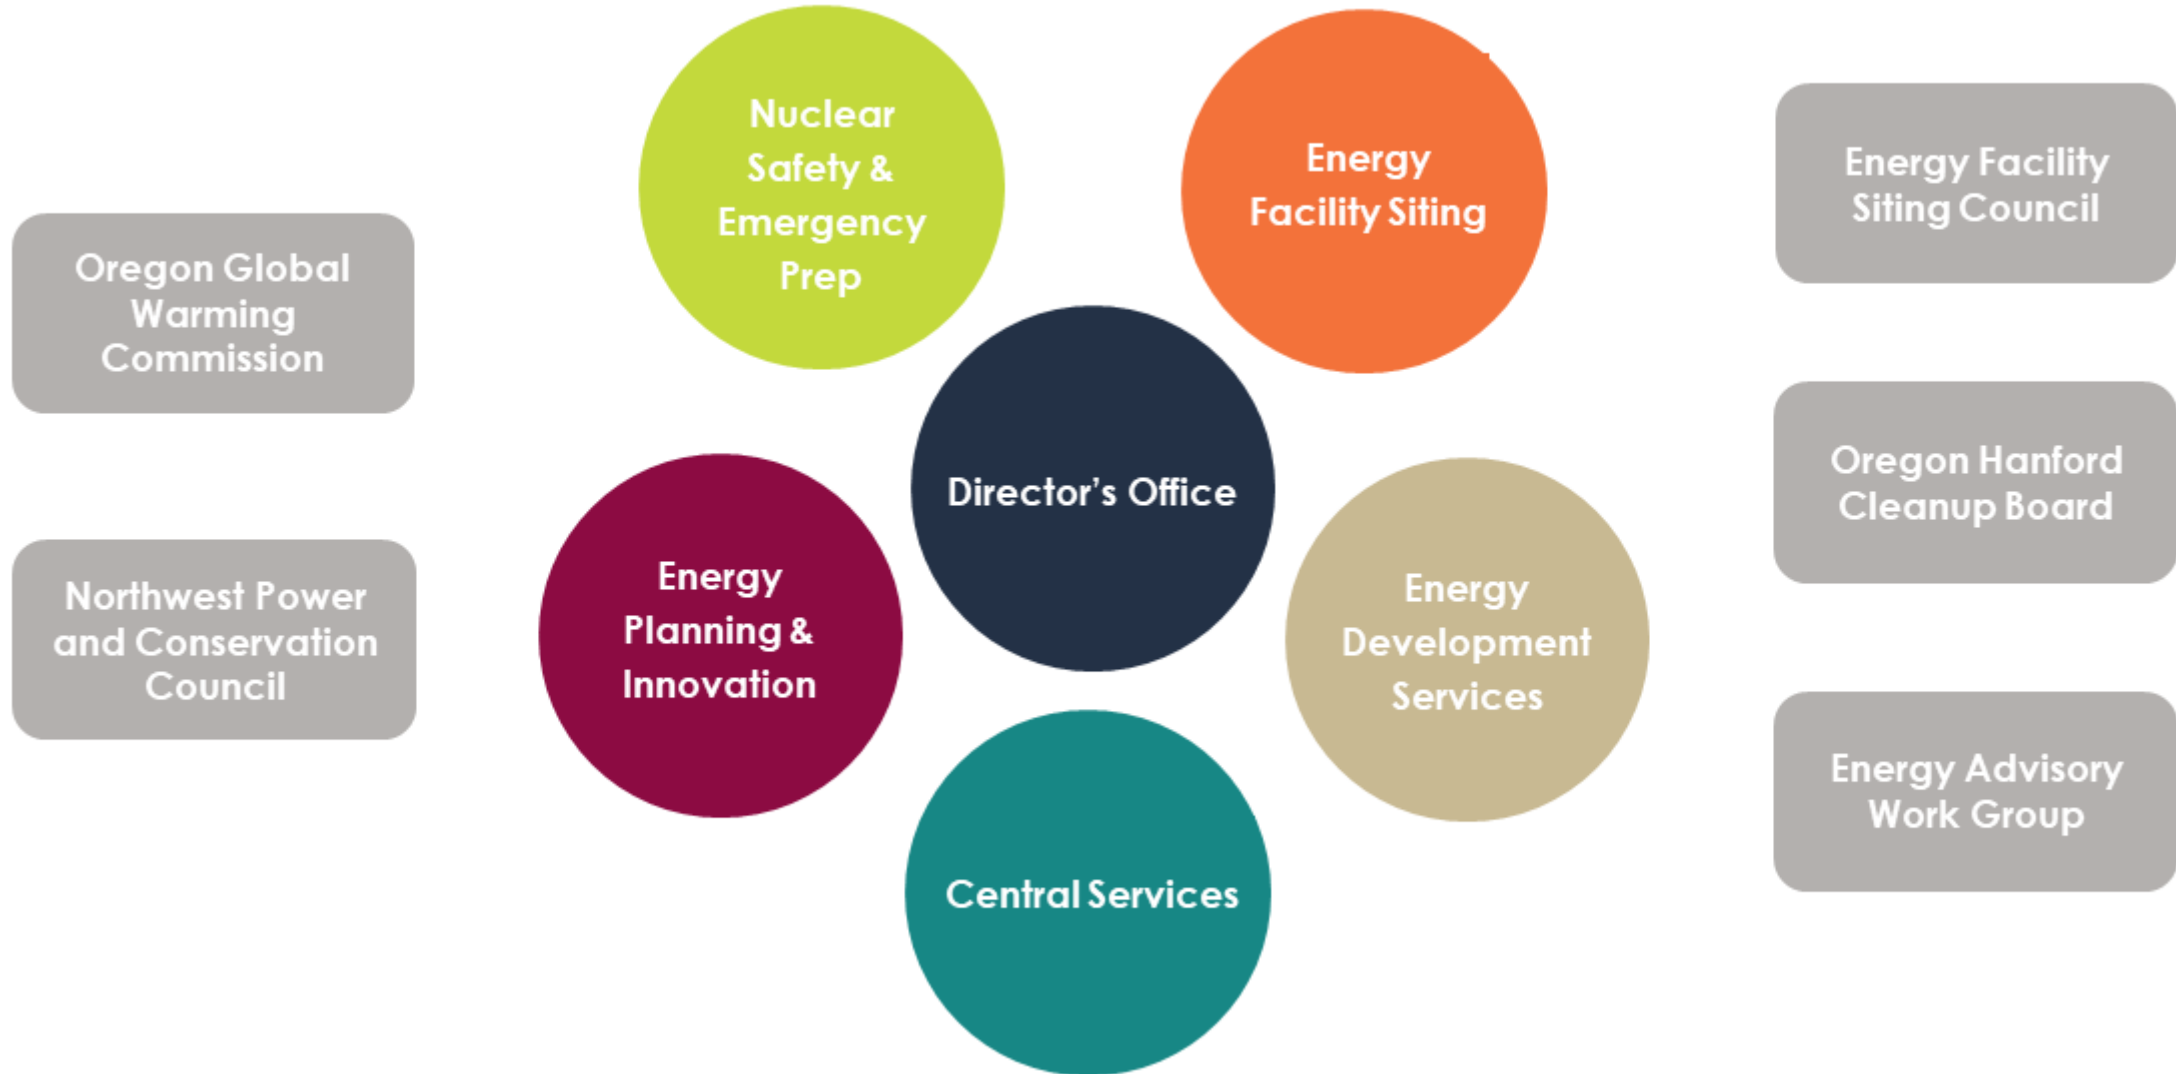 Nuclear
Safety &
Emergency
Prep
Energy
Facility Siting
Energy Facility
Siting Council
Oregon Global
Warming
Commission
Director’s Office
Oregon Hanford
Cleanup Board
Northwest Power
and Conservation
Council
Energy
Planning &
Innovation
Energy
Development
Services
Energy Advisory
Work Group
Central Services